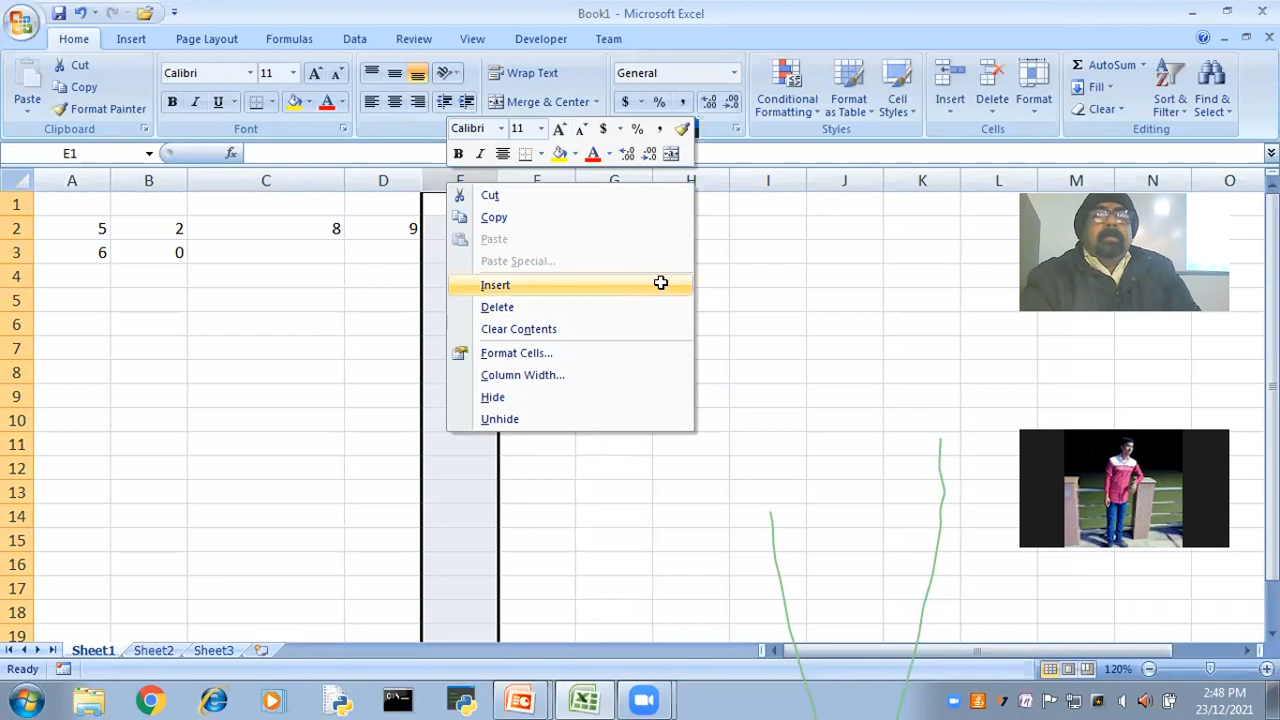 Book1 - Microsoft Excel
Home Insert Page Layout Formulas Data Review View Developer Team
Paste
Cut
Copy
Format Painter
Clipboard
Calibri 11
B I U
Font
Wrap Text
Merge & Center
General
$ % ,
Conditional Formatting
Format as Table
Cell Styles
Styles
Insert Delete Format
Cells
AutoSum
Fill
Clear
Sort & Filter
Find & Select
Editing
Calibri 11 $ % ,
B I
E1
fx
A B C D E F G H I J K L M N O
1
2 5 2 8 9
3 6 0
4
5
6
7
8
9
10
11
12
13
14
15
16
17
18
19
Cut
Copy
Paste
Paste Special...
Insert
Delete
Clear Contents
Format Cells...
Column Width...
Hide
Unhide
Sheet1 Sheet2 Sheet3
Ready
120%
2:48 PM
23/12/2021